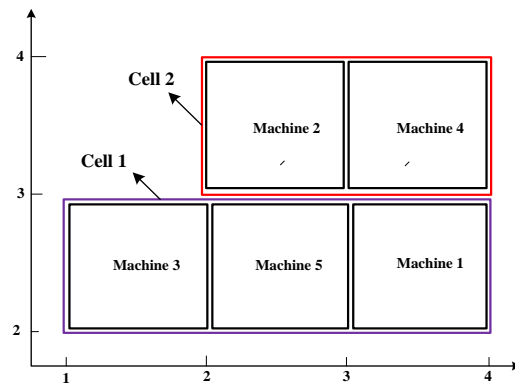 4
Cell 2
Machine 2
Machine 4
Cell 1
3
Machine 3
Machine 5
Machine 1
2
1
2
3
4